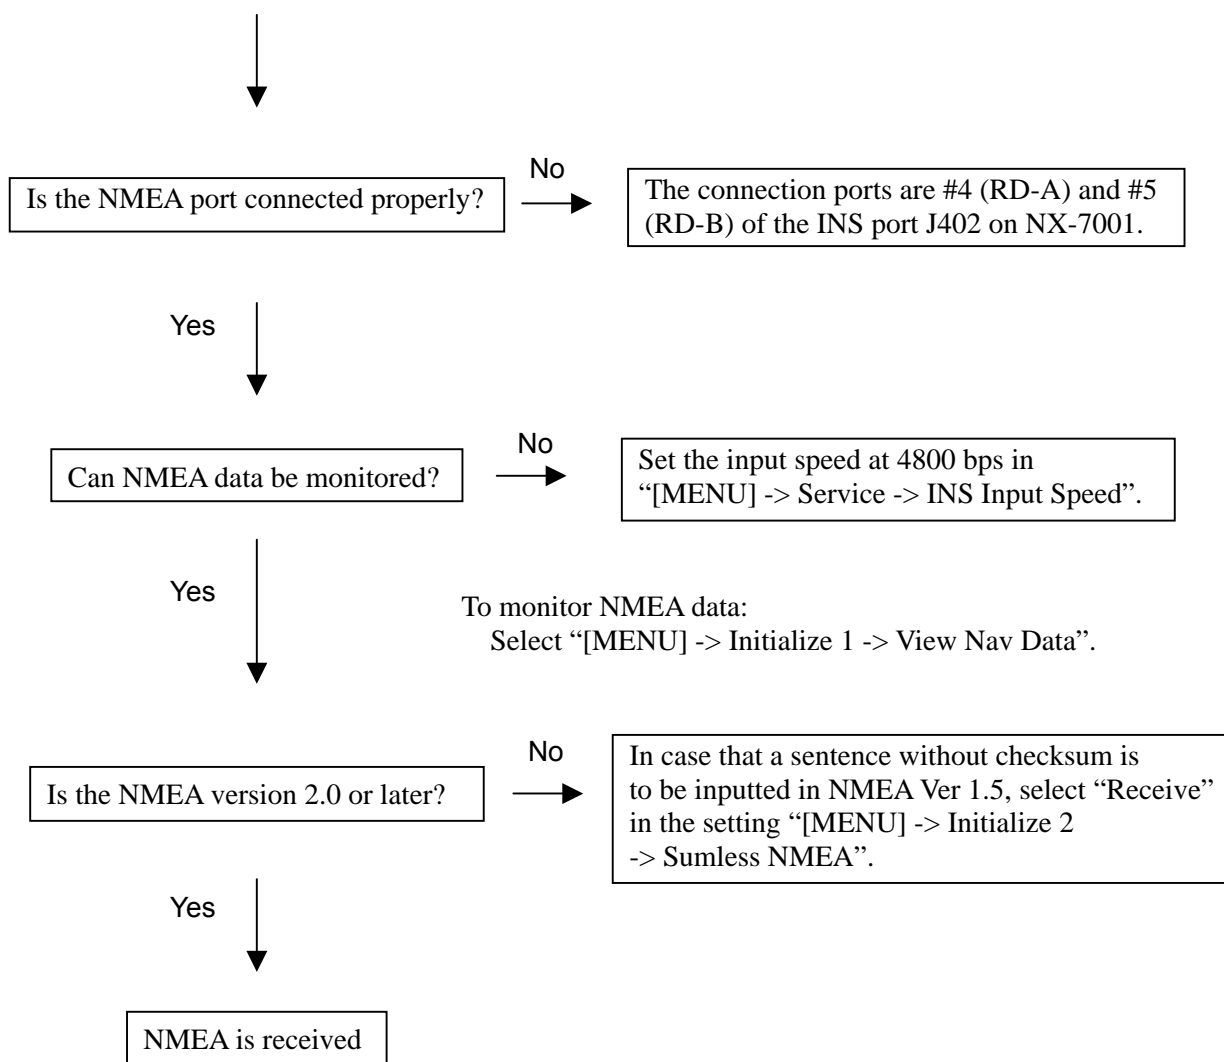 Is the NMEA port connected properly?
No
The connection ports are #4 (RD-A) and #5
(RD-B) of the INS port J402 on NX-7001.
Yes
Can NMEA data be monitored?
No
Set the input speed at 4800 bps in
“[MENU] -> Service -> INS Input Speed”.
Yes
To monitor NMEA data:
Select “[MENU] -> Initialize 1 -> View Nav Data”.
Is the NMEA version 2.0 or later?
No
In case that a sentence without checksum is
to be inputted in NMEA Ver 1.5, select “Receive”
in the setting “[MENU] -> Initialize 2
-> Sumless NMEA”.
Yes
NMEA is received